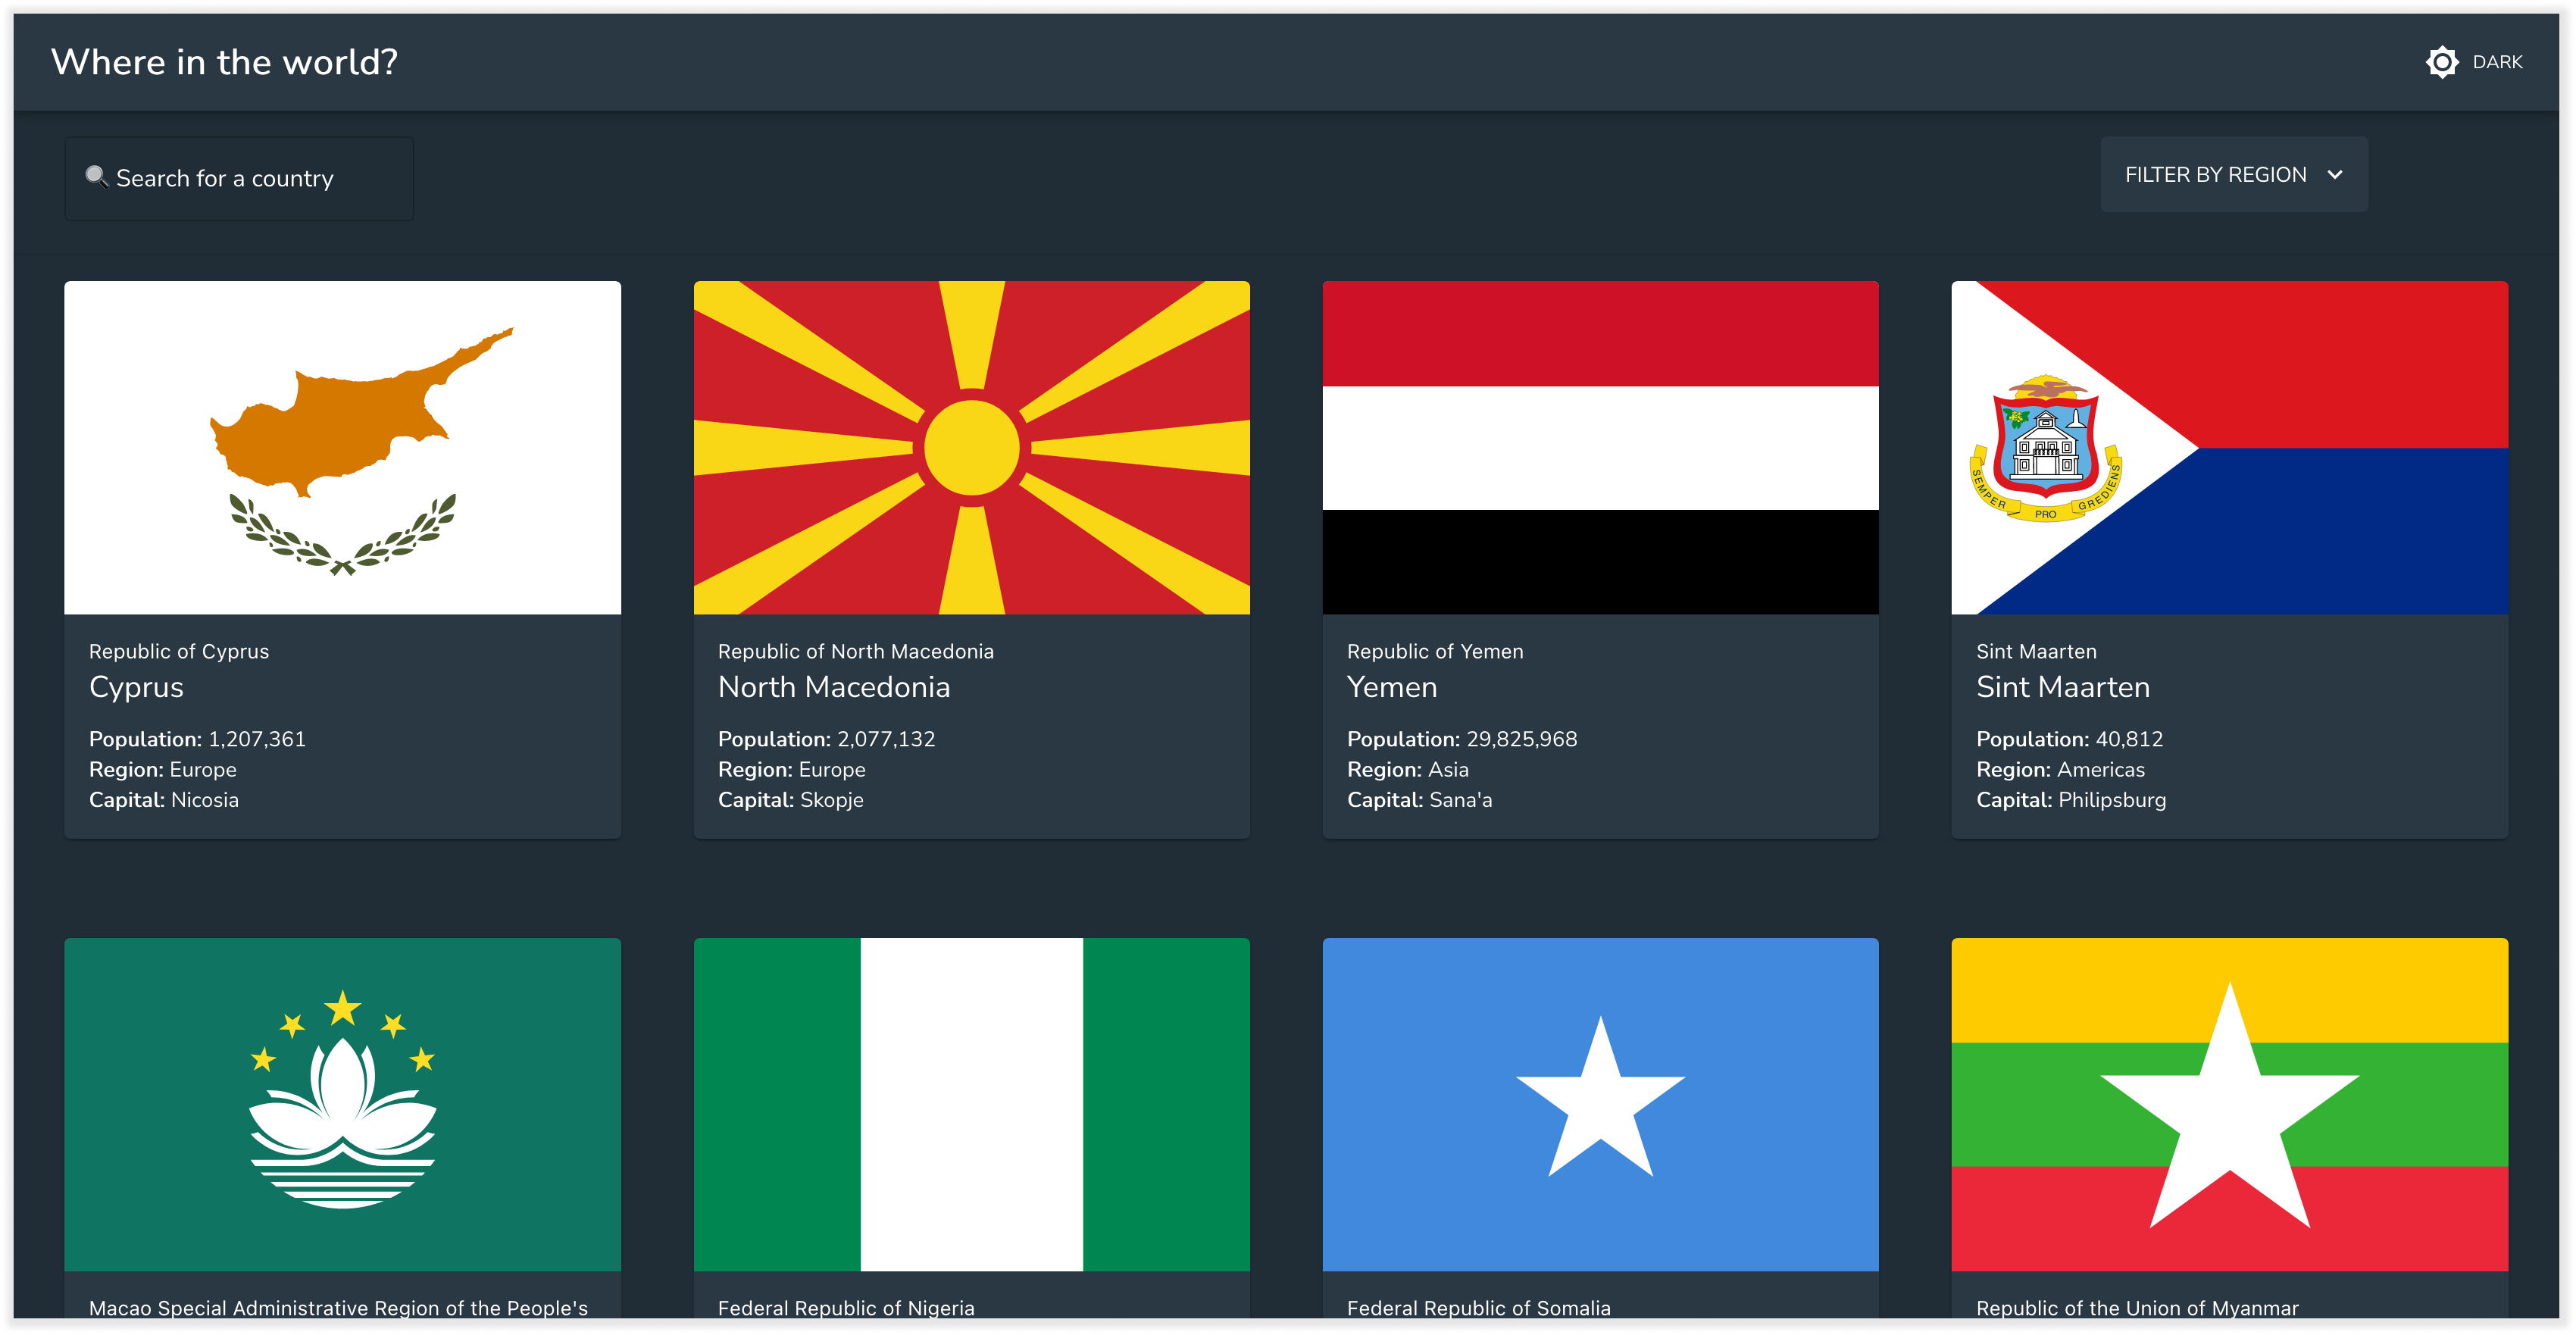 Where in the world?
DARK
Search for a country
FILTER BY REGION
SEMPER PRO GREDIENS
Republic of Cyprus
Cyprus
Population: 1,207,361
Region: Europe
Capital: Nicosia
Republic of North Macedonia
North Macedonia
Population: 2,077,132
Region: Europe
Capital: Skopje
Republic of Yemen
Yemen
Population: 29,825,968
Region: Asia
Capital: Sana'a
Sint Maarten
Sint Maarten
Population: 40,812
Region: Americas
Capital: Philipsburg
Macao Special Administrative Region of the People's
Federal Republic of Nigeria
Federal Republic of Somalia
Republic of the Union of Myanmar